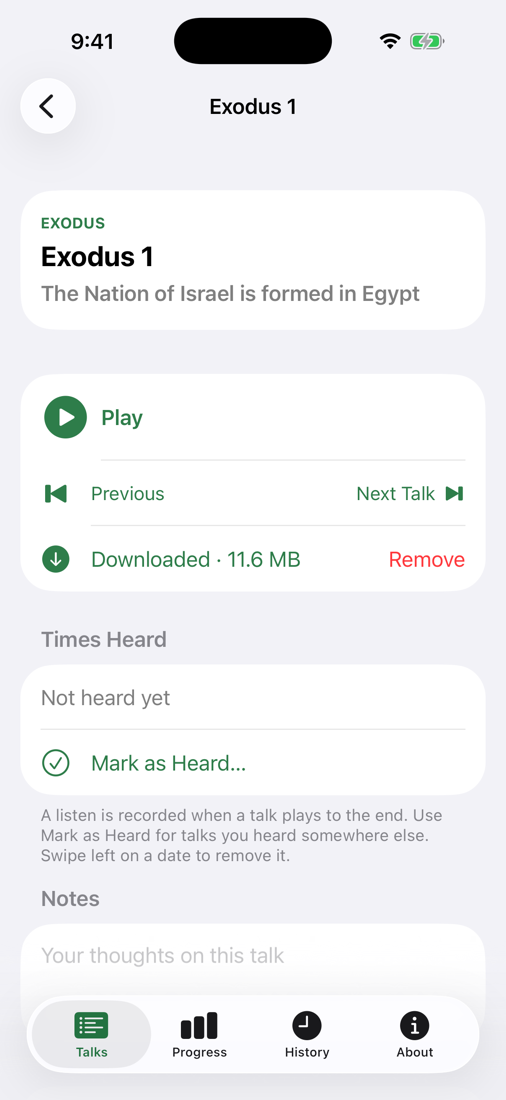 9:41
Exodus 1
EXODUS
Exodus 1
The Nation of Israel is formed in Egypt
Play
Previous
Next Talk
Downloaded · 11.6 MB
Remove
Times Heard
Not heard yet
Mark as Heard...
A listen is recorded when a talk plays to the end. Use
Mark as Heard for talks you heard somewhere else.
Swipe left on a date to remove it.
Notes
Your thoughts on this talk
Talks
Progress
History
About